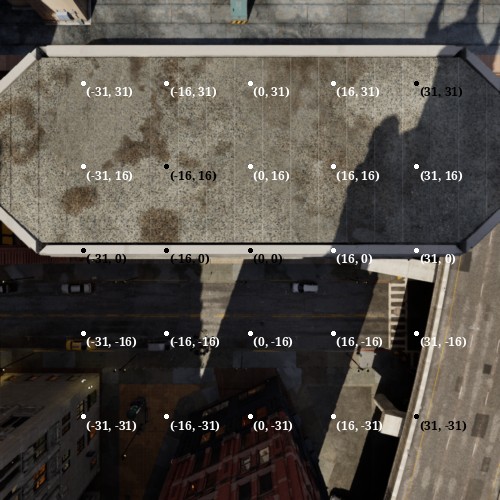 (-31, 31) (-16, 31) (0, 31) (16, 31) (31, 31)
(-31, 16) (-16, 16) (0, 16) (16, 16) (31, 16)
(-31, 0) (-16, 0) (0, 0) (16, 0) (31, 0)
(-31, -16) (-16, -16) (0, -16) (16, -16) (31, -16)
(-31, -31) (-16, -31) (0, -31) (16, -31) (31, -31)